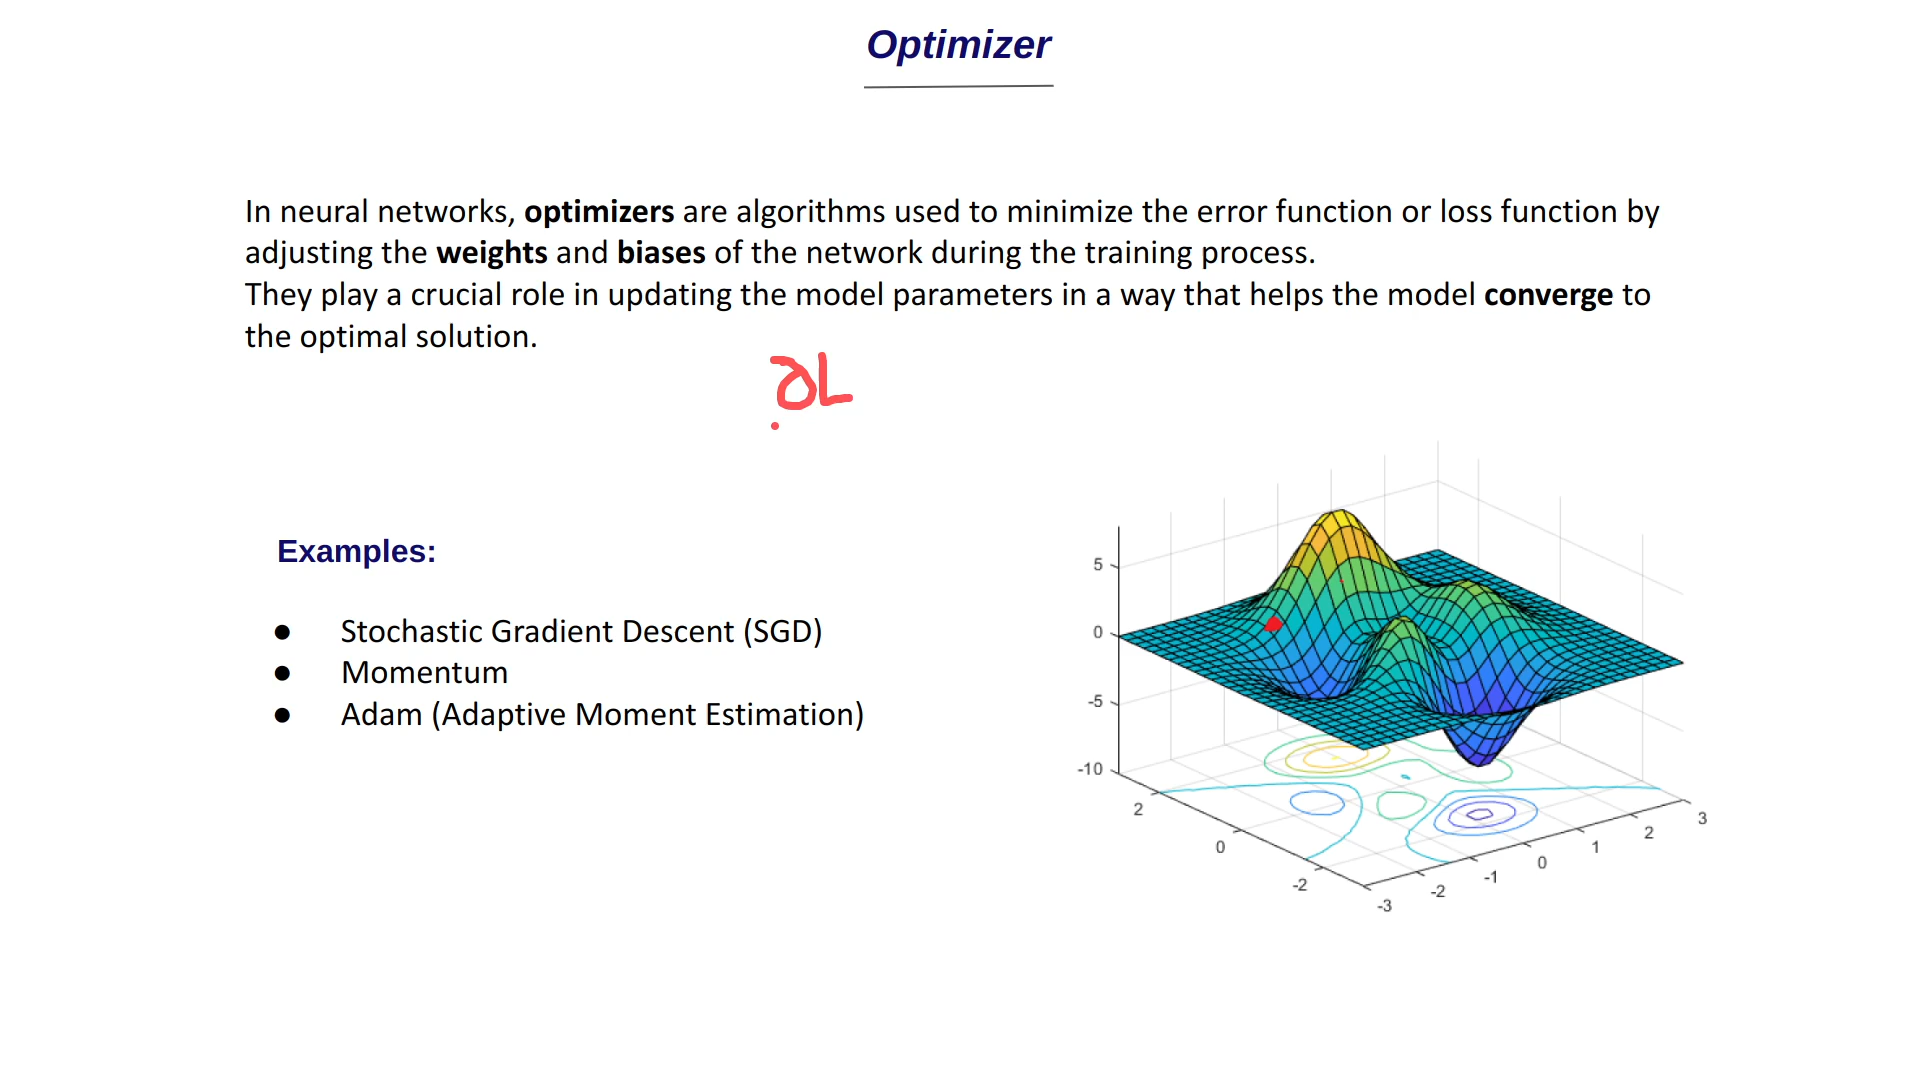 Optimizer
In neural networks, optimizers are algorithms used to minimize the error function or loss function by
adjusting the weights and biases of the network during the training process.
They play a crucial role in updating the model parameters in a way that helps the model converge to
the optimal solution.
∂L
Examples:
● Stochastic Gradient Descent (SGD)
● Momentum
● Adam (Adaptive Moment Estimation)
5
0
-5
-10
2
0
-2
-3
-2
-1
0
1
2
3